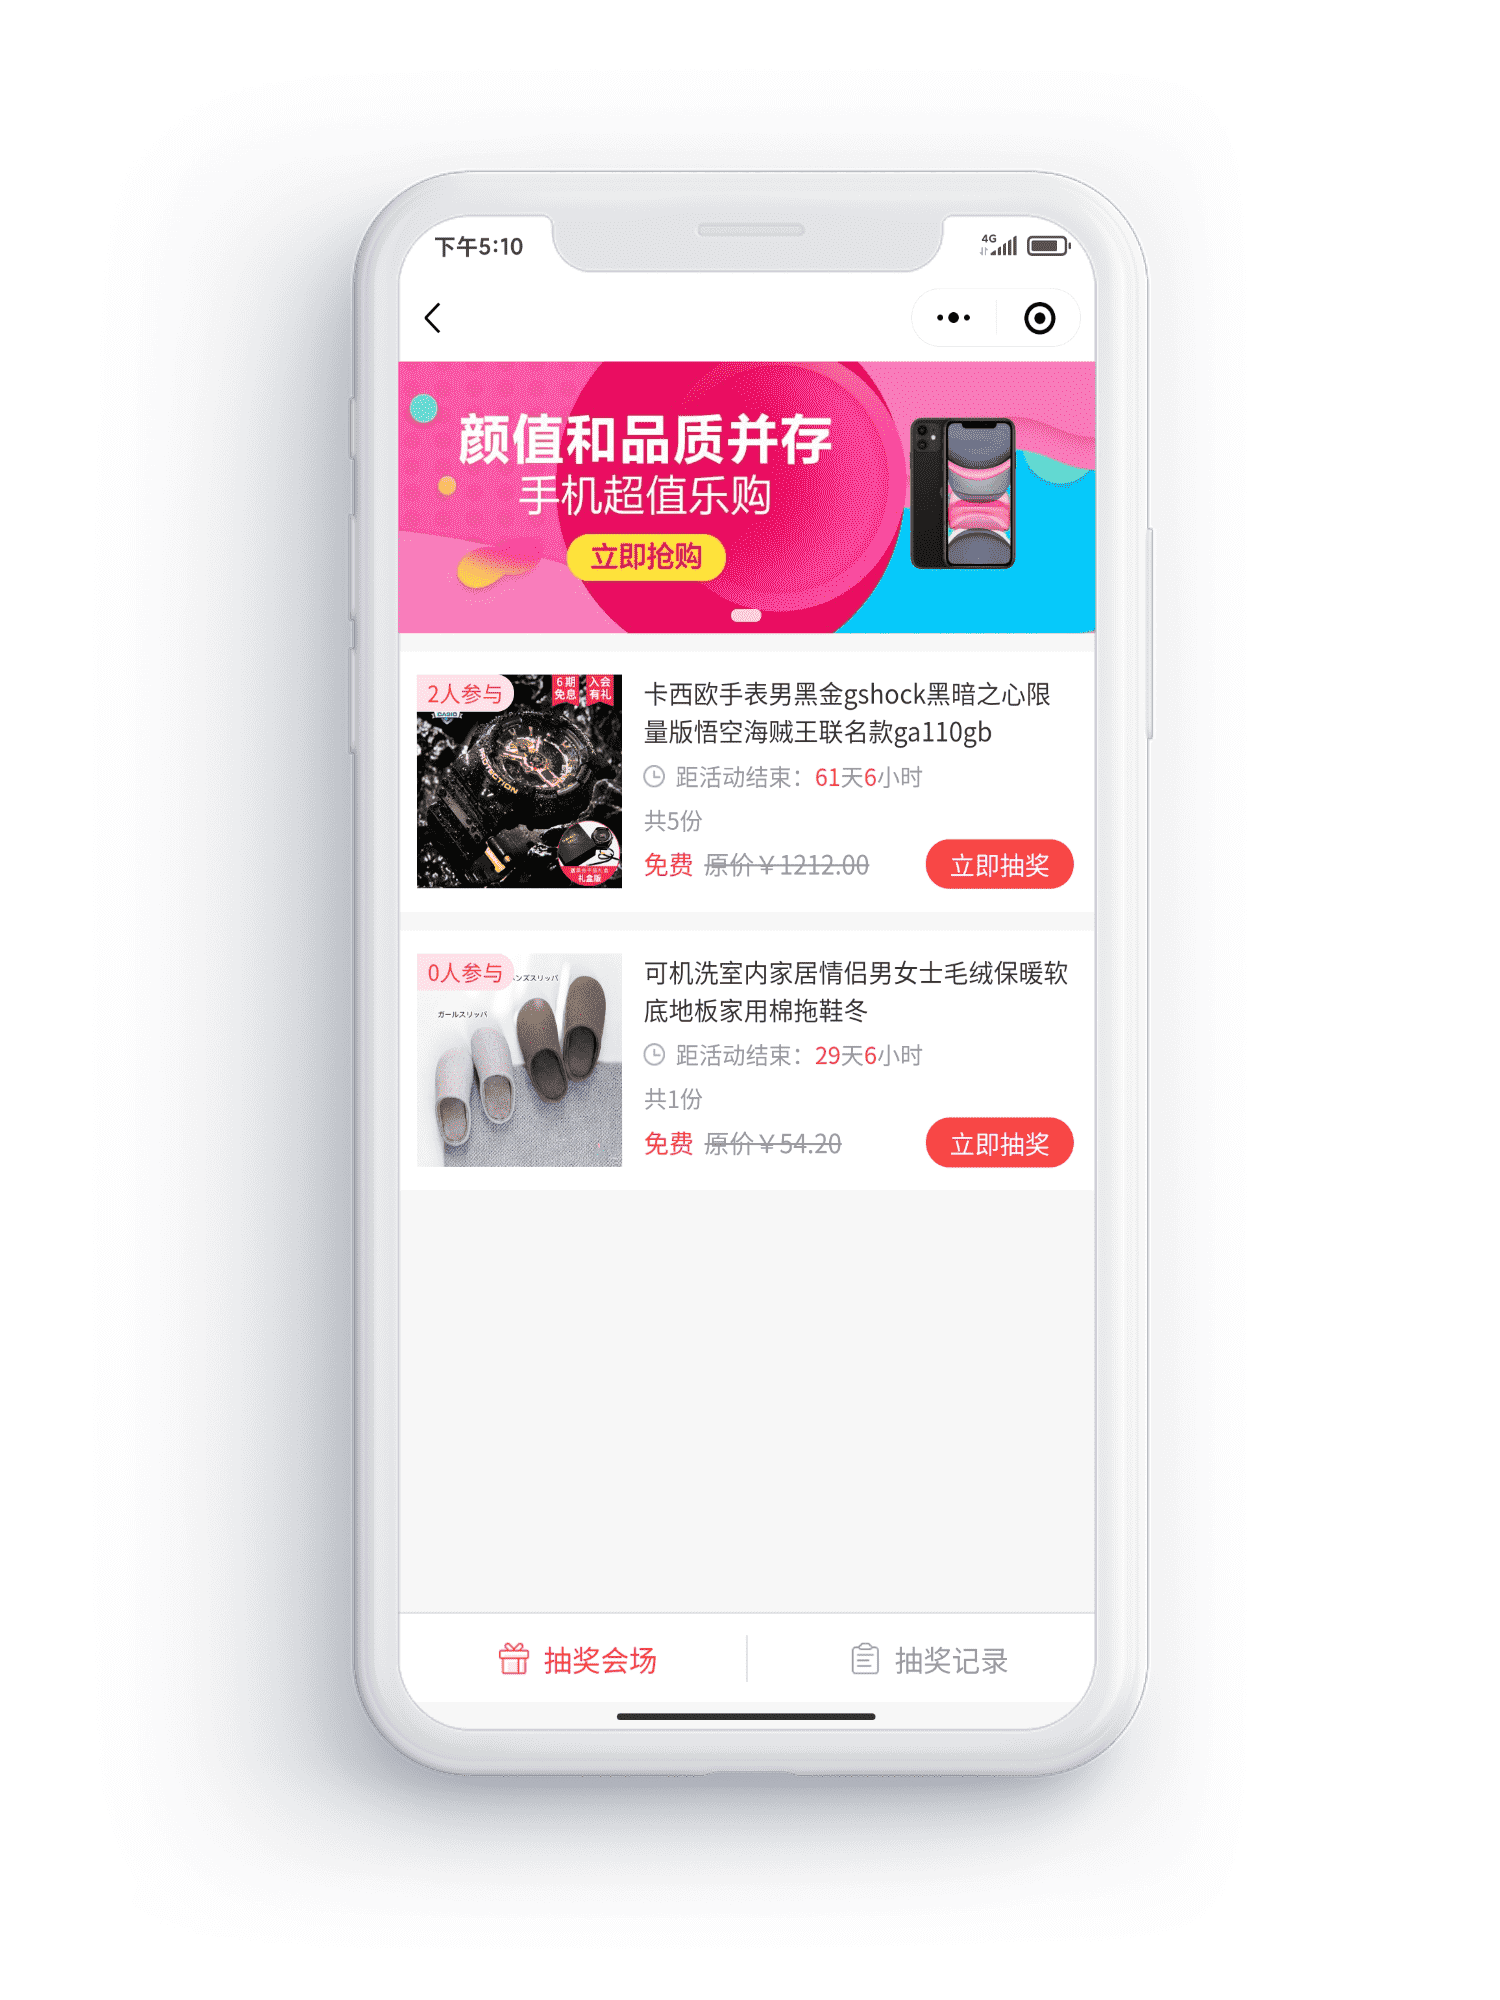 下午5:10
4G
颜值和品质并存
手机超值乐购
立即抢购
2人参与
6期
免息
入会
有礼
CASIO
PROTECTION
礼盒版
卡西欧手表男黑金gshock黑暗之心限
量版悟空海贼王联名款ga110gb
距活动结束：61天6小时
共5份
免费 原价￥1212.00
立即抽奖
0人参与
ンズスリッパ
ガールスリッパ
可机洗室内家居情侣男女士毛绒保暖软
底地板家用棉拖鞋冬
距活动结束：29天6小时
共1份
免费 原价￥54.20
立即抽奖
抽奖会场
抽奖记录